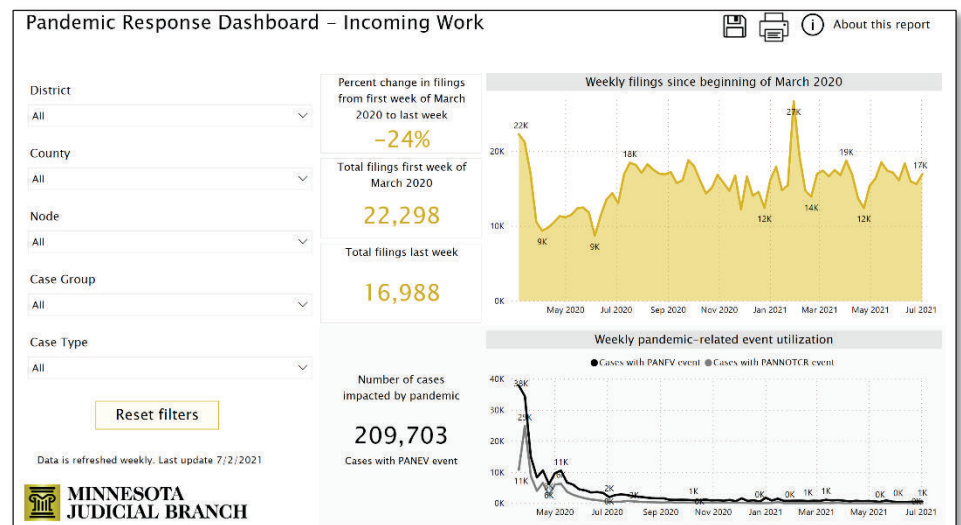 Pandemic Response Dashboard – Incoming Work
About this report
District
All
County
All
Node
All
Case Group
All
Case Type
All
Reset filters
Data is refreshed weekly. Last update 7/2/2021
MINNESOTA
JUDICIAL BRANCH
Percent change in filings
from first week of March
2020 to last week
-24%
Total filings first week of
March 2020
22,298
Total filings last week
16,988
Number of cases
impacted by pandemic
209,703
Cases with PANEV event
Weekly filings since beginning of March 2020
27K
22K
20K
18K
19K
17K
14K
12K
12K
10K
9K
9K
0K
May 2020 Jul 2020 Sep 2020 Nov 2020 Jan 2021 Mar 2021 May 2021 Jul 2021
Weekly pandemic-related event utilization
Cases with PANEV event Cases with PANNOTCR event
40K
38K
30K
25K
20K
11K
10K
11K
2K
1K
0K 0K 1K 1K 0K 0K 1K
0K
May 2020 Jul 2020 Sep 2020 Nov 2020 Jan 2021 Mar 2021 May 2021 Jul 2021